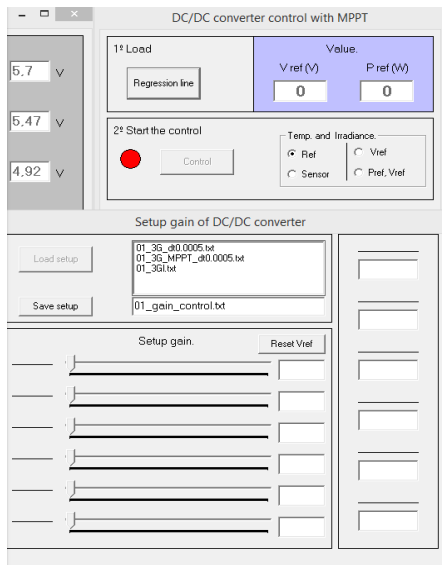 DC/DC converter control with MPPT
1º Load
Value.
V ref (V)
P ref (W)
Regression line
0
0
5.7 V
5.47 V
4.92 V
2º Start the control
Control
Temp. and Irradiance.
Ref
Vref
Sensor
Pref, Vref
Setup gain of DC/DC converter
Load setup
01_3G_dt0.0005.txt
01_3G_MPPT_dt0.0005.txt
01_3GI.txt
Save setup
01_gain_control.txt
Setup gain.
Reset Vref